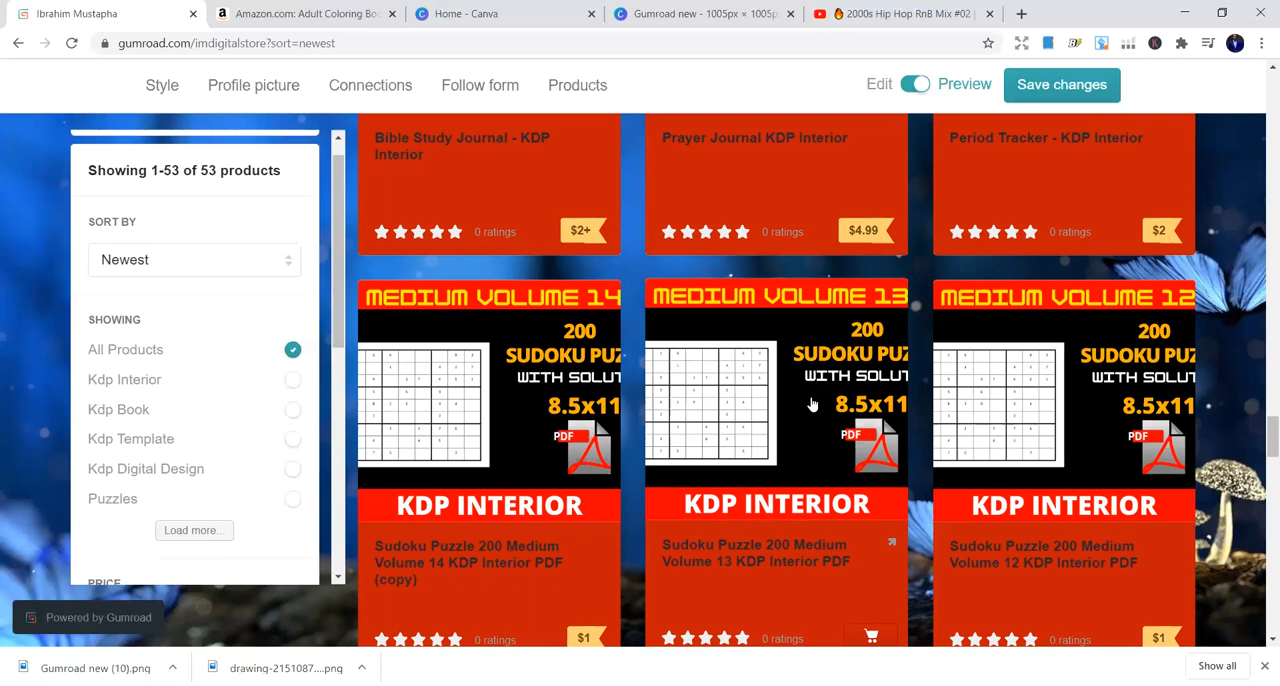 Ibrahim Mustapha
Amazon.com: Adult Coloring Boo
Home - Canva
Gumroad new - 1005px × 1005p
2000s Hip Hop RnB Mix #02 |
gumroad.com/imdigitalstore?sort=newest
Style
Profile picture
Connections
Follow form
Products
Edit
Preview
Save changes
Showing 1-53 of 53 products
SORT BY
Newest
SHOWING
All Products
Kdp Interior
Kdp Book
Kdp Template
Kdp Digital Design
Puzzles
Load more...
PRICE
Powered by Gumroad
Bible Study Journal - KDP
Interior
0 ratings
$2+
Prayer Journal KDP Interior
0 ratings
$4.99
Period Tracker - KDP Interior
0 ratings
$2
MEDIUM VOLUME 14
200
SUDOKU PUZ
WITH SOLUT
8.5x11
PDF
KDP INTERIOR
Sudoku Puzzle 200 Medium
Volume 14 KDP Interior PDF
(copy)
0 ratings
$1
MEDIUM VOLUME 13
200
SUDOKU PUZ
WITH SOLUT
8.5x11
PDF
KDP INTERIOR
Sudoku Puzzle 200 Medium
Volume 13 KDP Interior PDF
0 ratings
MEDIUM VOLUME 12
200
SUDOKU PUZ
WITH SOLUT
8.5x11
PDF
KDP INTERIOR
Sudoku Puzzle 200 Medium
Volume 12 KDP Interior PDF
0 ratings
$1
Gumroad new (10).png
drawing-2151087....png
Show all